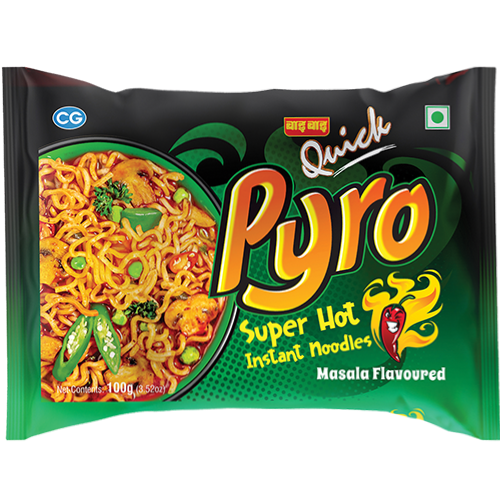 CG
वाइ वाइ
Quick
Pyro
Super Hot
Instant Noodles
Masala Flavoured
Net Contents: 100g (3.52oz)